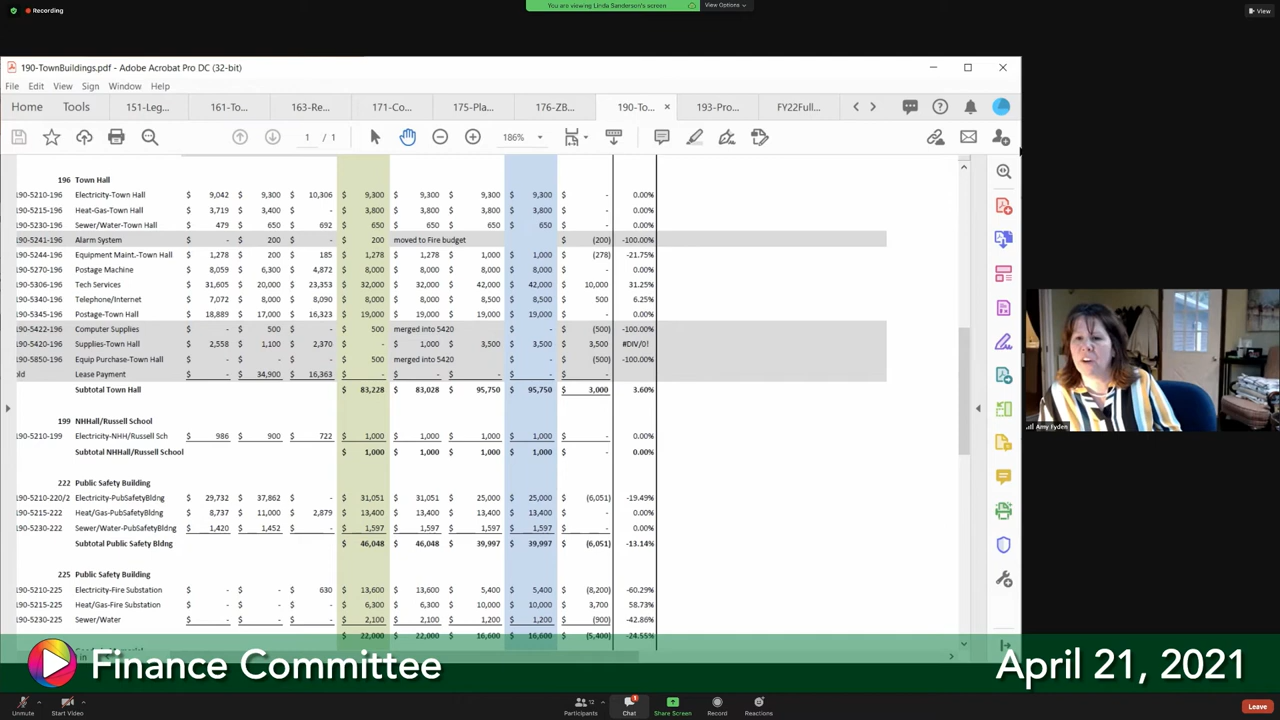 Recording
You are viewing Linda Sanderson's screen View Options
View
190-TownBuildings.pdf - Adobe Acrobat Pro DC (32-bit)
File Edit View Sign Window Help
Home Tools 151-Leg... 161-To... 163-Re... 171-Co... 175-Pla... 176-ZB... 190-To... × 193-Pro... FY22Full...
1 / 1 186%
196 Town Hall
190-5210-196 Electricity-Town Hall $ 9,042 $ 9,300 $ 10,306 $ 9,300 $ 9,300 $ 9,300 $ 9,300 $ - 0.00%
190-5215-196 Heat-Gas-Town Hall $ 3,719 $ 3,400 $ - $ 3,800 $ 3,800 $ 3,800 $ 3,800 $ - 0.00%
190-5230-196 Sewer/Water-Town Hall $ 479 $ 650 $ 692 $ 650 $ 650 $ 650 $ 650 $ - 0.00%
190-5241-196 Alarm System $ - $ 200 $ - $ 200 moved to Fire budget $ (200) -100.00%
190-5244-196 Equipment Maint.-Town Hall $ 1,278 $ 200 $ 185 $ 1,278 $ 1,278 $ 1,000 $ 1,000 $ (278) -21.75%
190-5270-196 Postage Machine $ 8,059 $ 6,300 $ 4,872 $ 8,000 $ 8,000 $ 8,000 $ 8,000 $ - 0.00%
190-5306-196 Tech Services $ 31,605 $ 20,000 $ 23,353 $ 32,000 $ 32,000 $ 42,000 $ 42,000 $ 10,000 31.25%
190-5340-196 Telephone/Internet $ 7,072 $ 8,000 $ 8,090 $ 8,000 $ 8,000 $ 8,500 $ 8,500 $ 500 6.25%
190-5345-196 Postage-Town Hall $ 18,889 $ 17,000 $ 16,323 $ 19,000 $ 19,000 $ 19,000 $ 19,000 $ - 0.00%
190-5422-196 Computer Supplies $ - $ 500 $ - $ 500 merged into 5420 $ - $ (500) -100.00%
190-5420-196 Supplies-Town Hall $ 2,558 $ 1,100 $ 2,370 $ - $ 1,000 $ 3,500 $ 3,500 $ 3,500 #DIV/0!
190-5850-196 Equip Purchase-Town Hall $ - $ - $ - $ 500 merged into 5420 $ - $ (500) -100.00%
old Lease Payment $ - $ 34,900 $ 16,363 $ - $ - $ - $ - $ -
Subtotal Town Hall $ 83,228 $ 83,028 $ 95,750 $ 95,750 $ 3,000 3.60%
199 NHHall/Russell School
190-5210-199 Electricity-NHH/Russell Sch $ 986 $ 900 $ 722 $ 1,000 $ 1,000 $ 1,000 $ 1,000 $ - 0.00%
Subtotal NHHall/Russell School $ 1,000 $ 1,000 $ 1,000 $ 1,000 $ - 0.00%
222 Public Safety Building
190-5210-220/2 Electricity-PubSafetyBldng $ 29,732 $ 37,862 $ - $ 31,051 $ 31,051 $ 25,000 $ 25,000 $ (6,051) -19.49%
190-5215-222 Heat/Gas-PubSafetyBldng $ 8,737 $ 11,000 $ 2,879 $ 13,400 $ 13,400 $ 13,400 $ 13,400 $ - 0.00%
190-5230-222 Sewer/Water-PubSafetyBldng $ 1,420 $ 1,452 $ - $ 1,597 $ 1,597 $ 1,597 $ 1,597 $ - 0.00%
Subtotal Public Safety Bldng $ 46,048 $ 46,048 $ 39,997 $ 39,997 $ (6,051) -13.14%
225 Public Safety Building
190-5210-225 Electricity-Fire Substation $ - $ - $ 630 $ 13,600 $ 13,600 $ 5,400 $ 5,400 $ (8,200) -60.29%
190-5215-225 Heat/Gas-Fire Substation $ - $ - $ - $ 6,300 $ 6,300 $ 10,000 $ 10,000 $ 3,700 58.73%
190-5230-225 Sewer/Water $ - $ - $ - $ 2,100 $ 2,100 $ 1,200 $ 1,200 $ (900) -42.86%
$ 22,000 $ 22,000 $ 16,600 $ 16,600 $ (5,400) -24.55%
Amy Fyden
Finance Committee April 21, 2021
Unmute Start Video Participants 12 Chat 1 Share Screen Record Reactions Leave